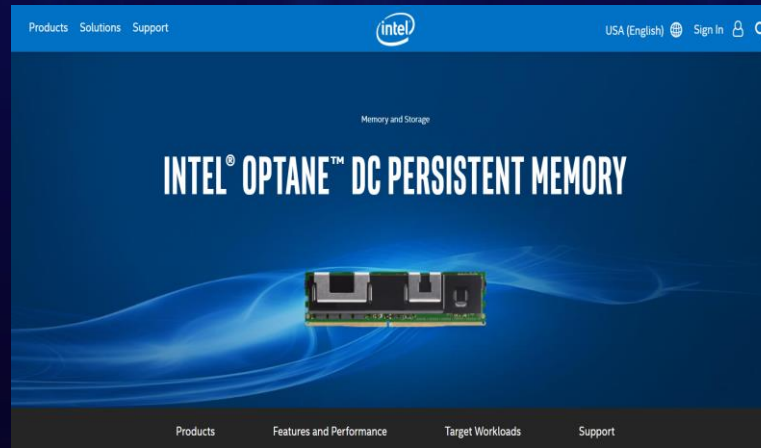 Products Solutions Support
intel
USA (English) Sign In
Memory and Storage
INTEL® OPTANE™ DC PERSISTENT MEMORY
Products Features and Performance Target Workloads Support